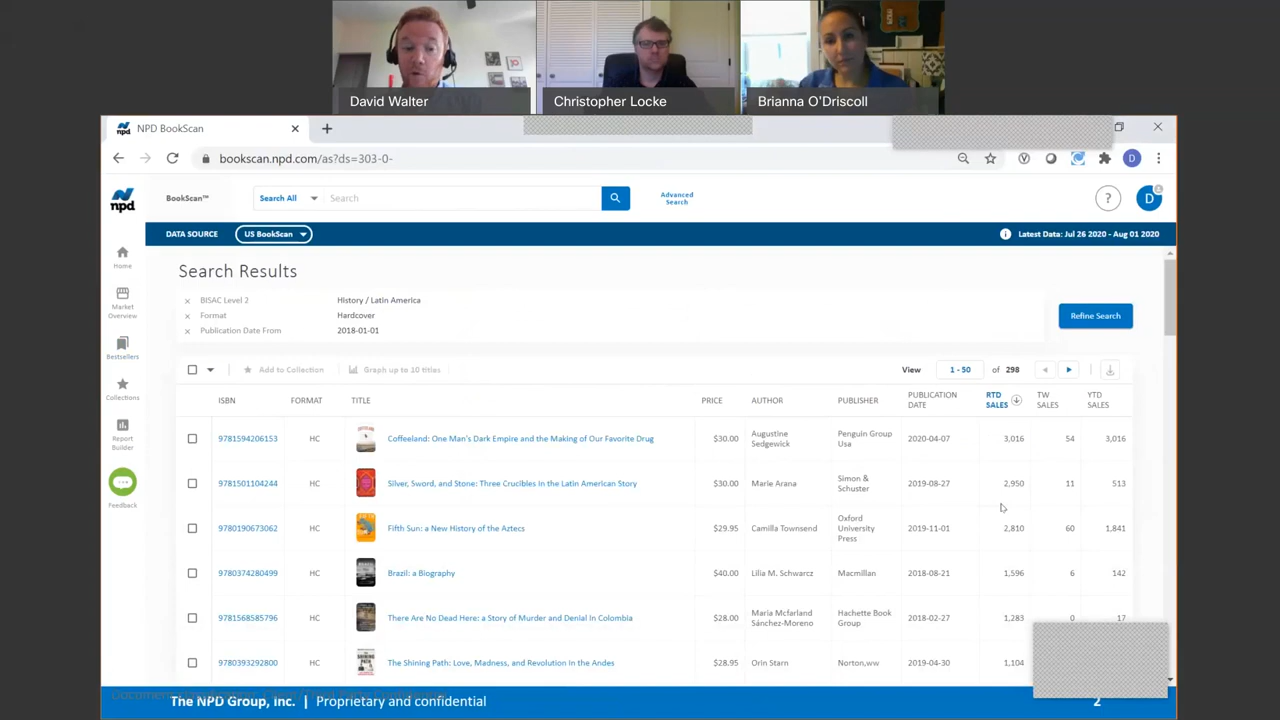 David Walter
Christopher Locke
Brianna O'Driscoll
NPD BookScan
bookscan.npd.com/as?ds=303-0-
D
npd
BookScan™
Search All
Search
Advanced
Search
?
D
DATA SOURCE
US BookScan
Latest Data: Jul 26 2020 - Aug 01 2020
Home
Market
Overview
Bestsellers
Collections
Report
Builder
Feedback
Search Results
BISAC Level 2 History / Latin America
Format Hardcover
Publication Date From 2018-01-01
Refine Search
Add to Collection
Graph up to 10 titles
View 1 - 50 of 298
ISBN FORMAT TITLE PRICE AUTHOR PUBLISHER PUBLICATION DATE RTD SALES TW SALES YTD SALES
9781594206153 HC Coffeeland: One Man's Dark Empire and the Making of Our Favorite Drug $30.00 Augustine Sedgewick Penguin Group Usa 2020-04-07 3,016 54 3,016
9781501104244 HC Silver, Sword, and Stone: Three Crucibles in the Latin American Story $30.00 Marie Arana Simon & Schuster 2019-08-27 2,950 11 513
9780190673062 HC Fifth Sun: a New History of the Aztecs $29.95 Camilla Townsend Oxford University Press 2019-11-01 2,810 60 1,841
9780374280499 HC Brazil: a Biography $40.00 Lilia M. Schwarcz Macmillan 2018-08-21 1,596 6 142
9781568585796 HC There Are No Dead Here: a Story of Murder and Denial in Colombia $28.00 Maria Mcfarland Sánchez-Moreno Hachette Book Group 2018-02-27 1,283 0 17
9780393292800 HC The Shining Path: Love, Madness, and Revolution in the Andes $28.95 Orin Starn Norton,ww 2019-04-30 1,104
The NPD Group, Inc. | Proprietary and confidential
2